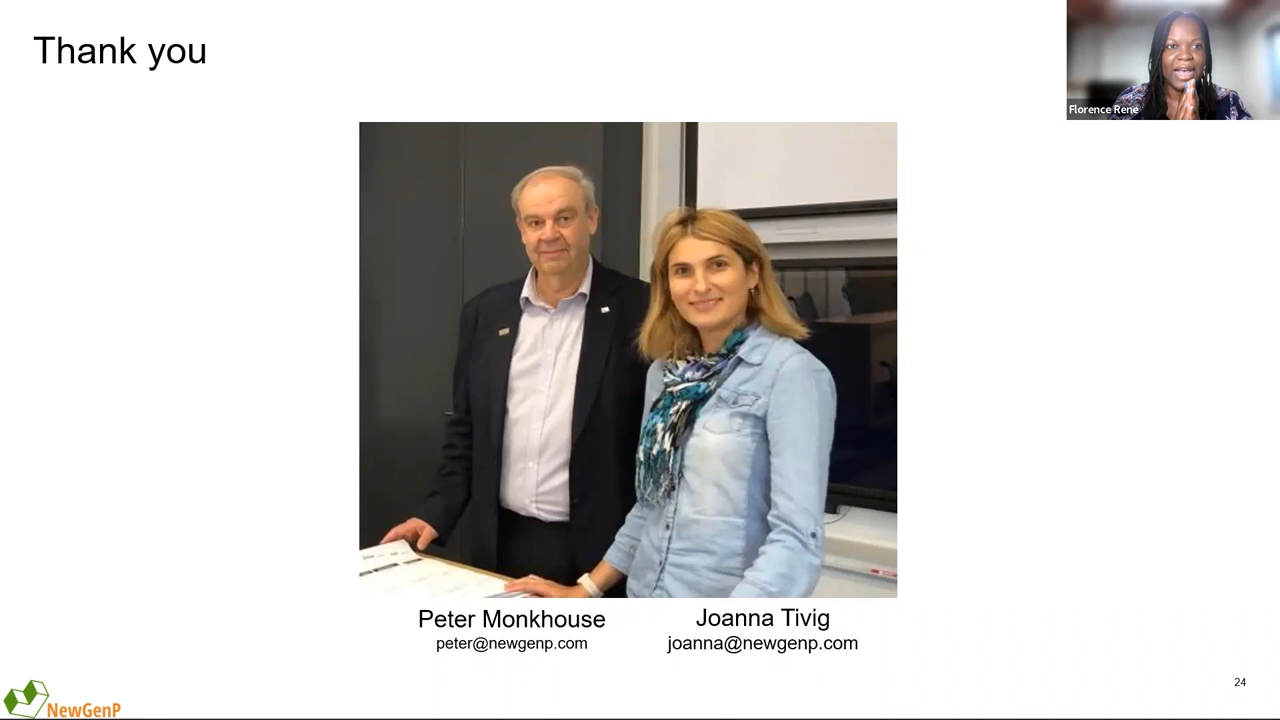 Thank you
Florence Rene
Peter Monkhouse
Joanna Tivig
peter@newgenp.com
joanna@newgenp.com
24
NewGenP